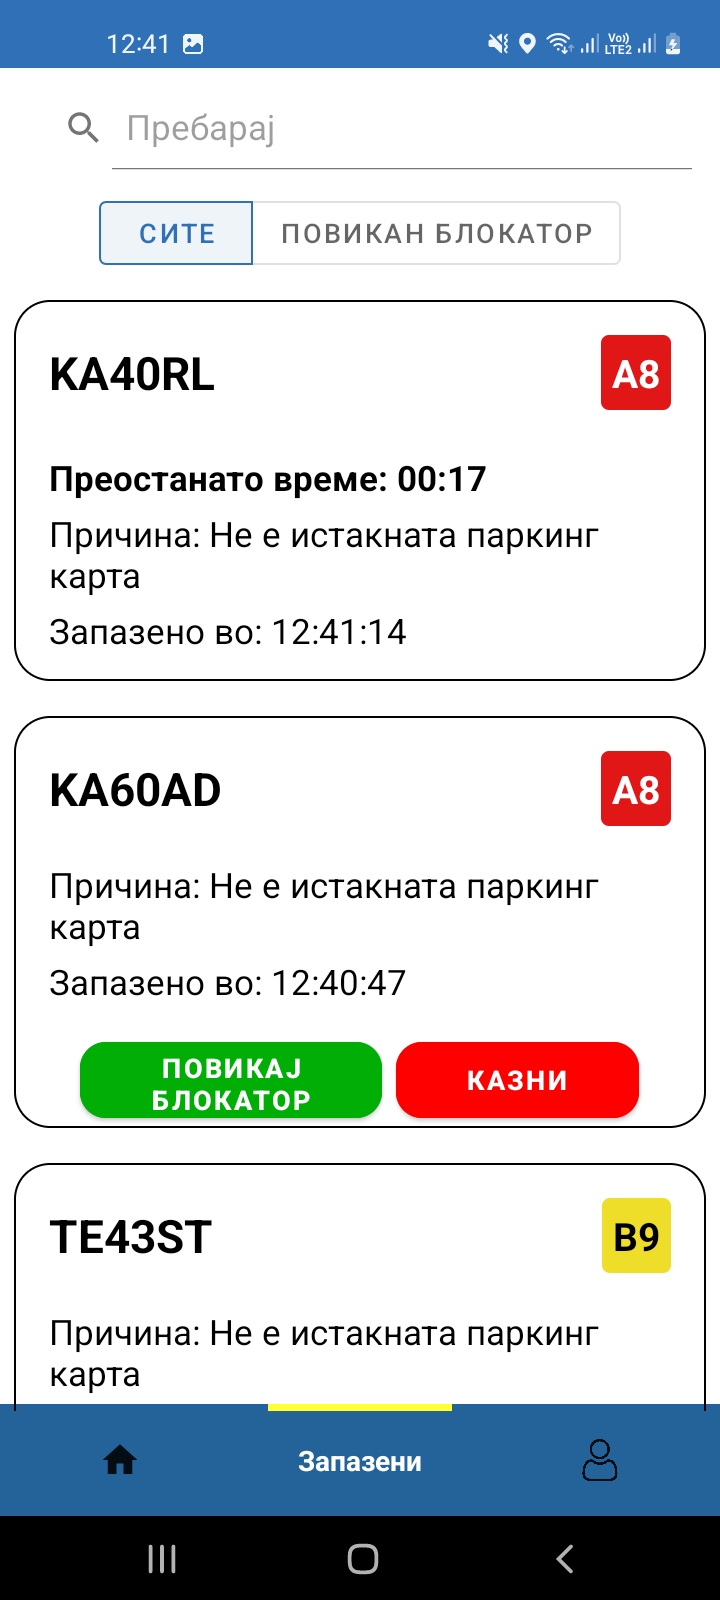 12:41
Vo))
LTE2
Пребарај
СИТЕ
ПОВИКАН БЛОКАТОР
KA40RL
A8
Преостанато време: 00:17
Причина: Не е истакната паркинг
карта
Запазено во: 12:41:14
KA60AD
A8
Причина: Не е истакната паркинг
карта
Запазено во: 12:40:47
ПОВИКАЈ
БЛОКАТОР
КАЗНИ
TE43ST
B9
Причина: Не е истакната паркинг
карта
Запазени